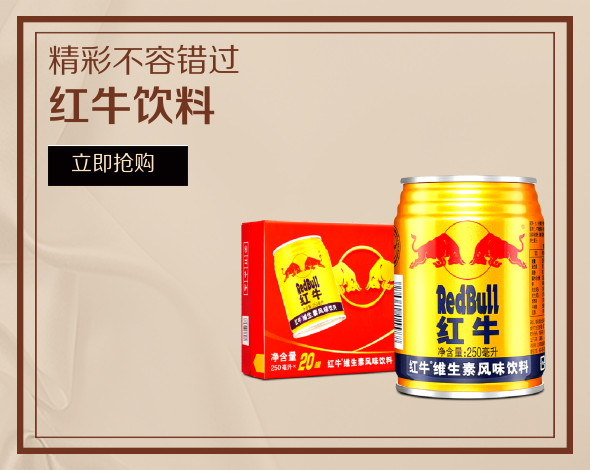 精彩不容错过
红牛饮料
立即抢购
RedBull
红牛
净含量:250毫升
红牛®维生素风味饮料
RedBull
红牛
红牛®维生素风味饮料
净含量
250毫升×20罐
红牛®维生素风味饮料